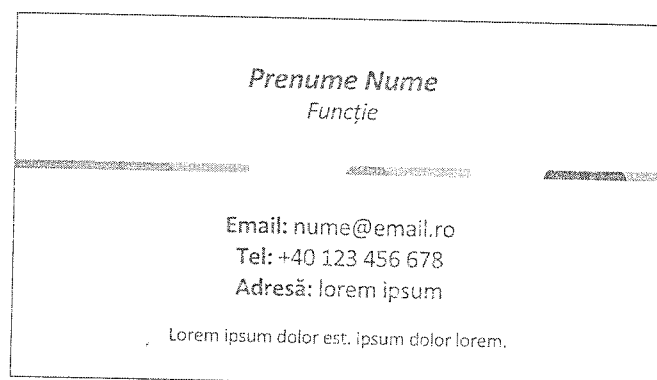 Prenume Nume
Funcție
Email: nume@email.ro
Tel: +40 123 456 678
Adresă: lorem ipsum
Lorem ipsum dolor est. ipsum dolor lorem.